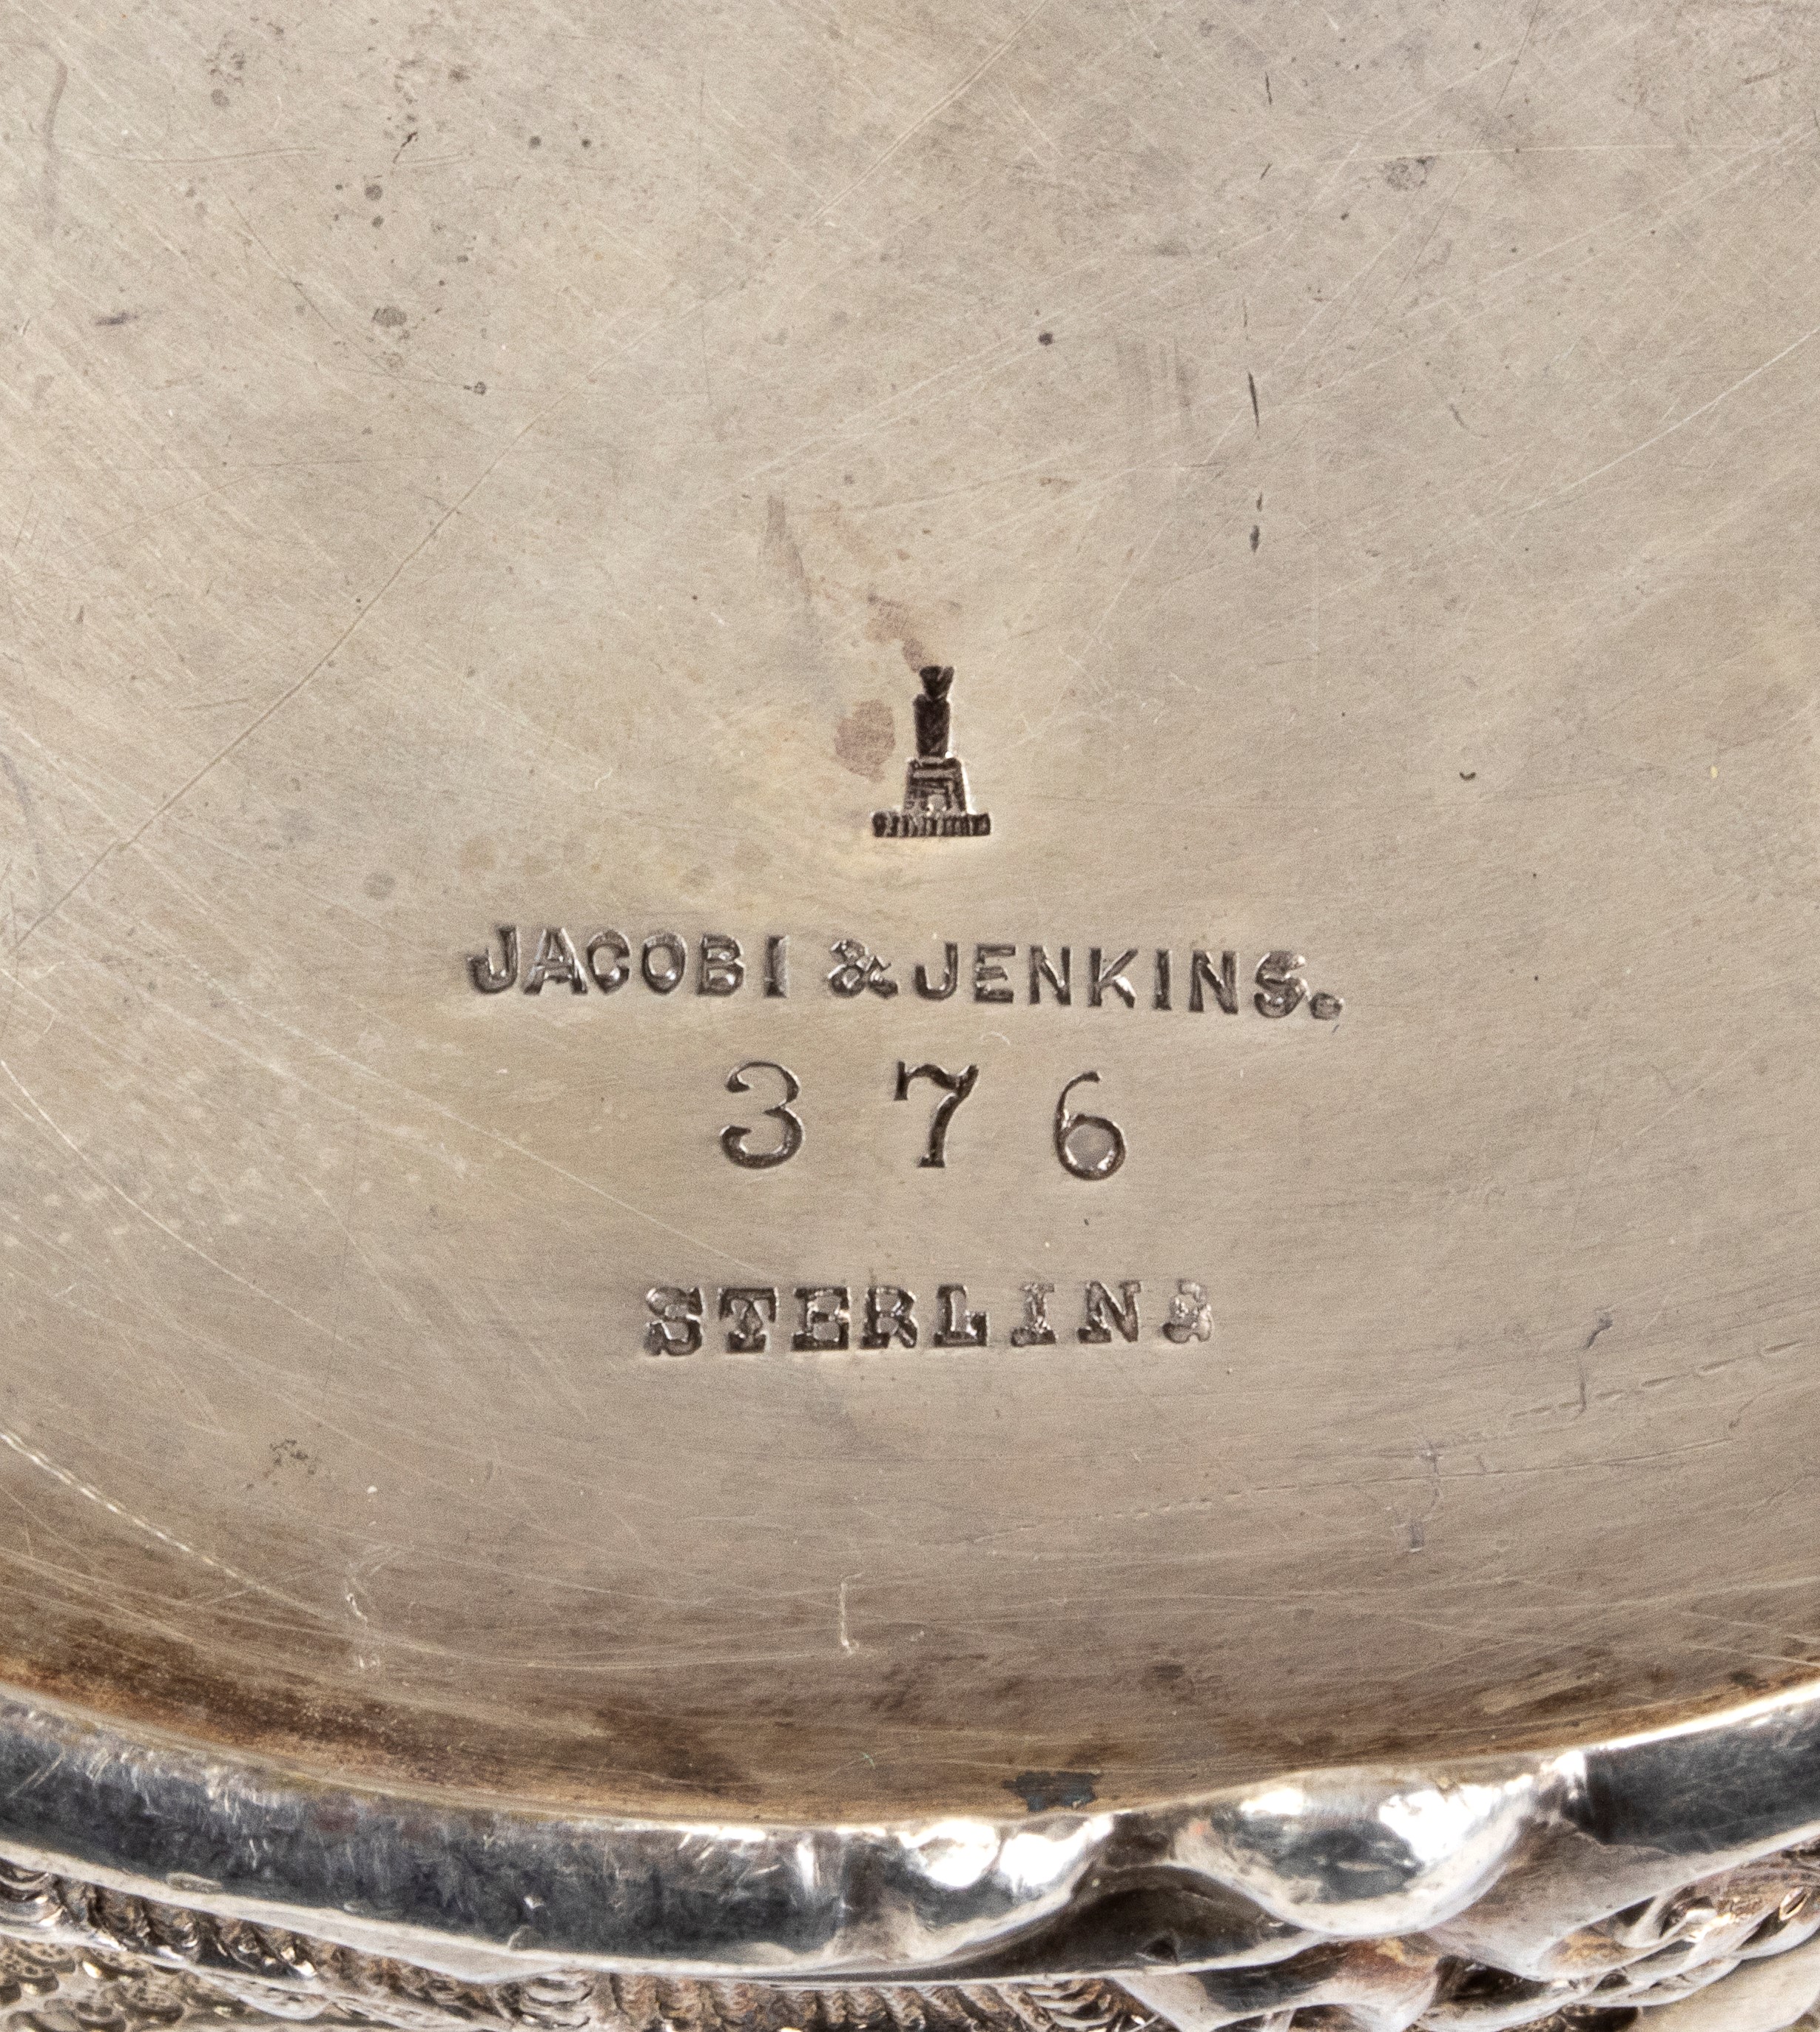 JACOBI & JENKINS.
376
STERLING